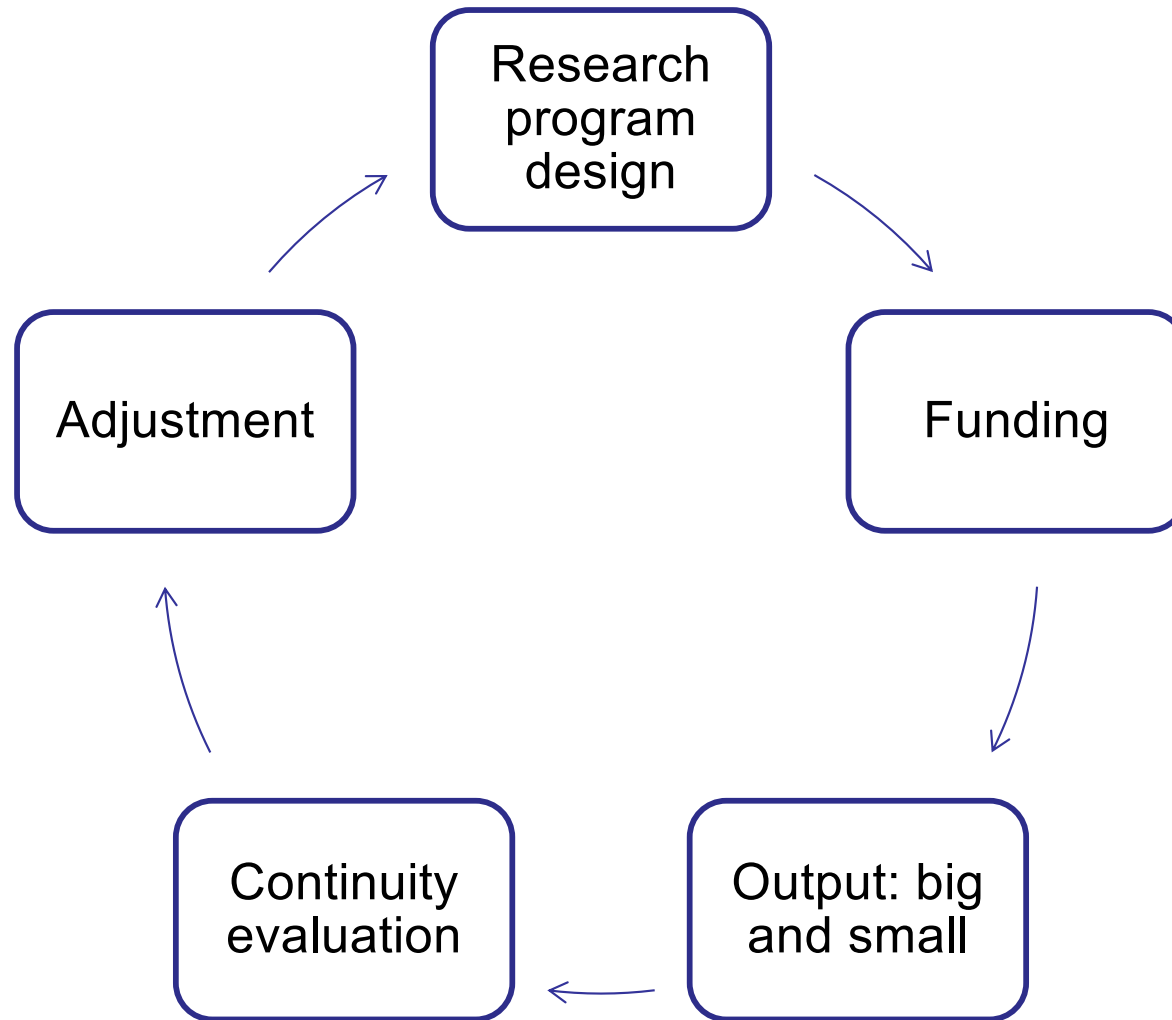 Research
program
design
Funding
Output: big
and small
Continuity
evaluation
Adjustment